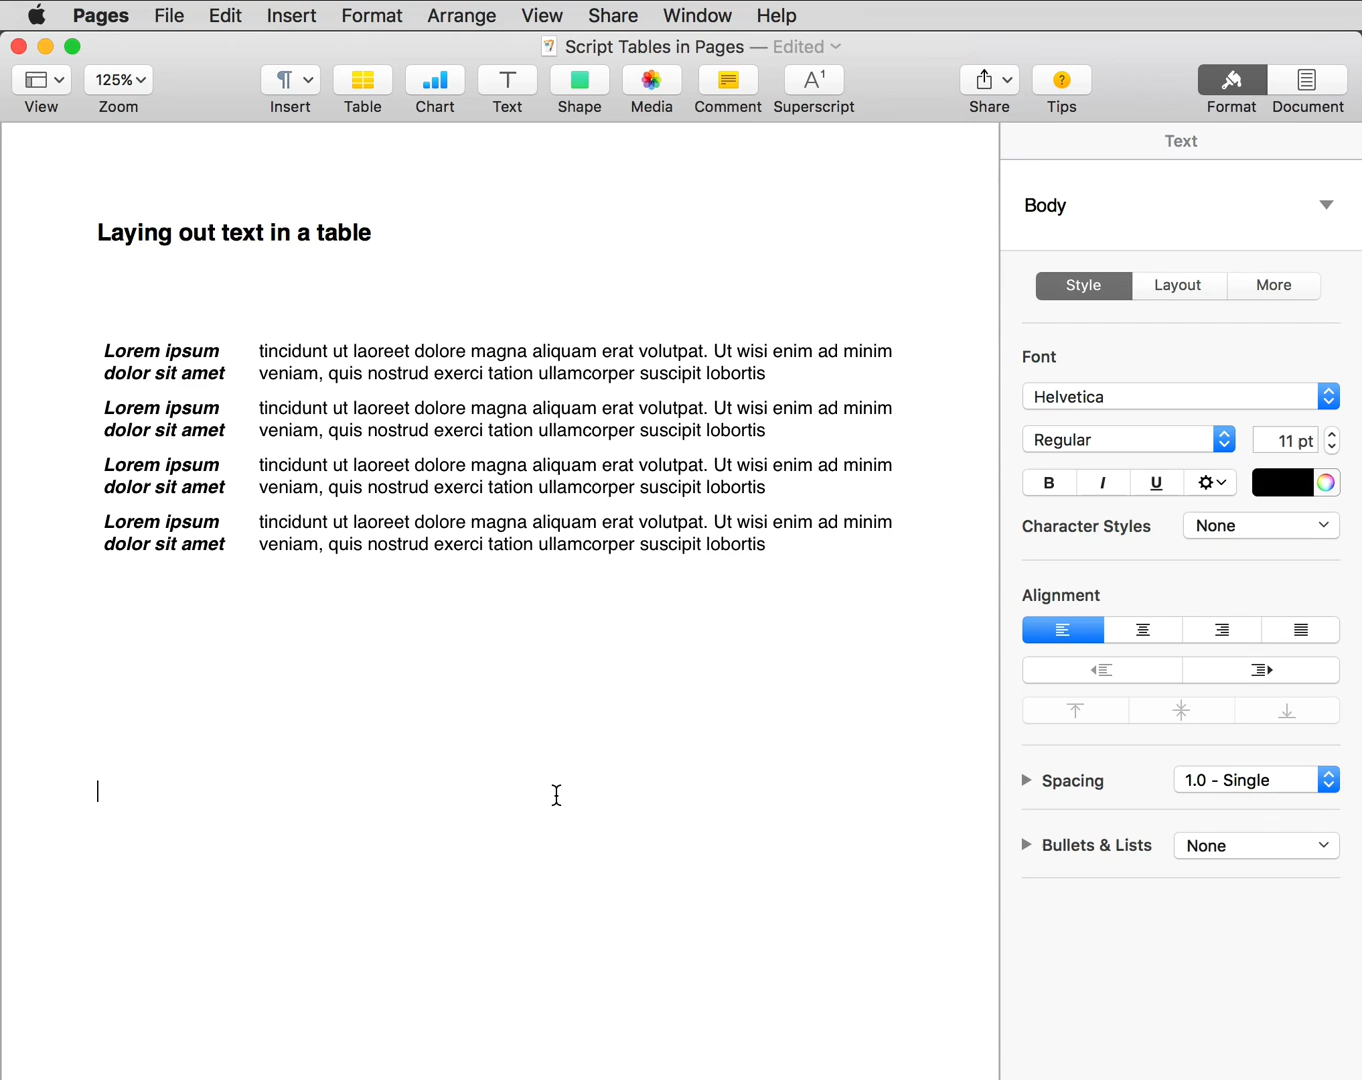 Pages File Edit Insert Format Arrange View Share Window Help
Script Tables in Pages — Edited
125%
View Zoom Insert Table Chart Text Shape Media Comment Superscript Share Tips Format Document
Text
Body
Style Layout More
Font
Helvetica
Regular 11 pt
B I U
Character Styles None
Alignment
Spacing 1.0 - Single
Bullets & Lists None
Laying out text in a table
Lorem ipsum tincidunt ut laoreet dolore magna aliquam erat volutpat. Ut wisi enim ad minim
dolor sit amet veniam, quis nostrud exerci tation ullamcorper suscipit lobortis
Lorem ipsum tincidunt ut laoreet dolore magna aliquam erat volutpat. Ut wisi enim ad minim
dolor sit amet veniam, quis nostrud exerci tation ullamcorper suscipit lobortis
Lorem ipsum tincidunt ut laoreet dolore magna aliquam erat volutpat. Ut wisi enim ad minim
dolor sit amet veniam, quis nostrud exerci tation ullamcorper suscipit lobortis
Lorem ipsum tincidunt ut laoreet dolore magna aliquam erat volutpat. Ut wisi enim ad minim
dolor sit amet veniam, quis nostrud exerci tation ullamcorper suscipit lobortis